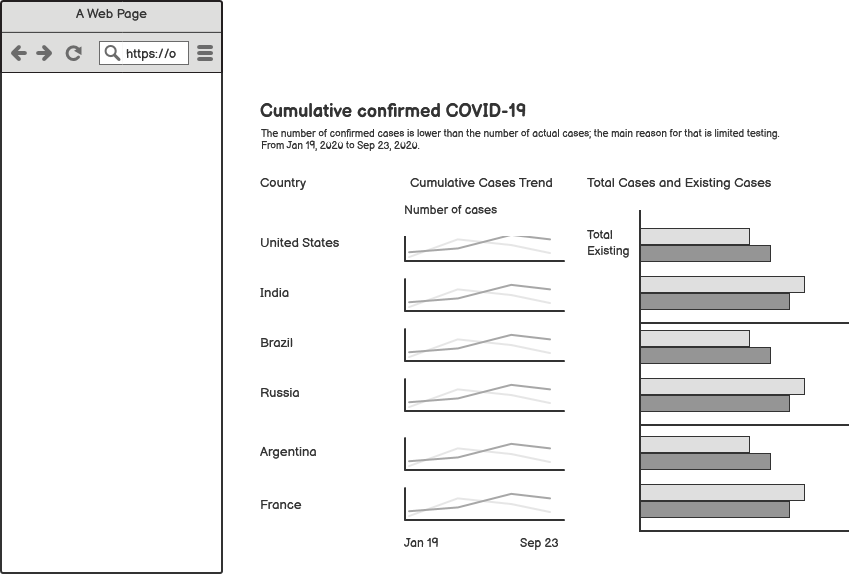 A Web Page
https://o
Cumulative confirmed COVID-19
The number of confirmed cases is lower than the number of actual cases; the main reason for that is limited testing.
From Jan 19, 2020 to Sep 23, 2020.
Country
Cumulative Cases Trend
Total Cases and Existing Cases
Number of cases
United States
Total
Existing
India
Brazil
Russia
Argentina
France
Jan 19
Sep 23